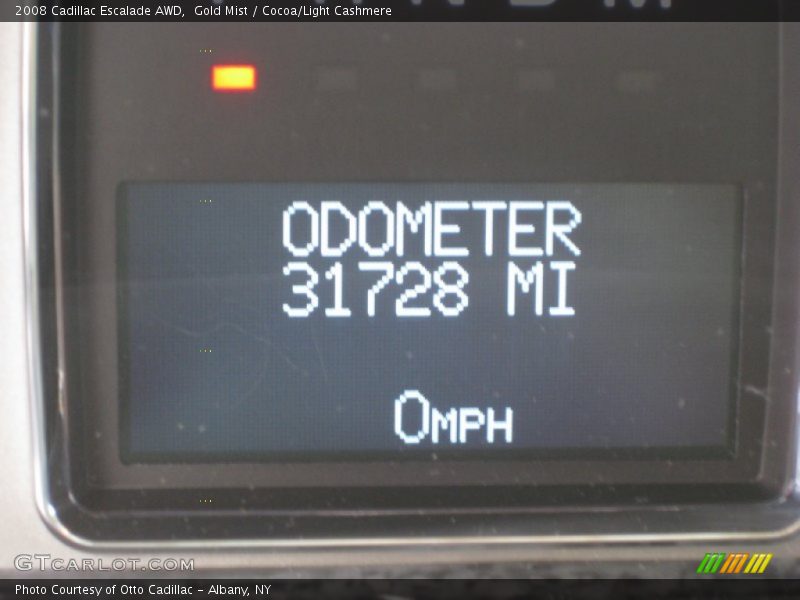 2008 Cadillac Escalade AWD,  Gold Mist / Cocoa/Light Cashmere
ODOMETER
31728 MI
0MPH
GTCARLOT.COM
Photo Courtesy of Otto Cadillac - Albany, NY